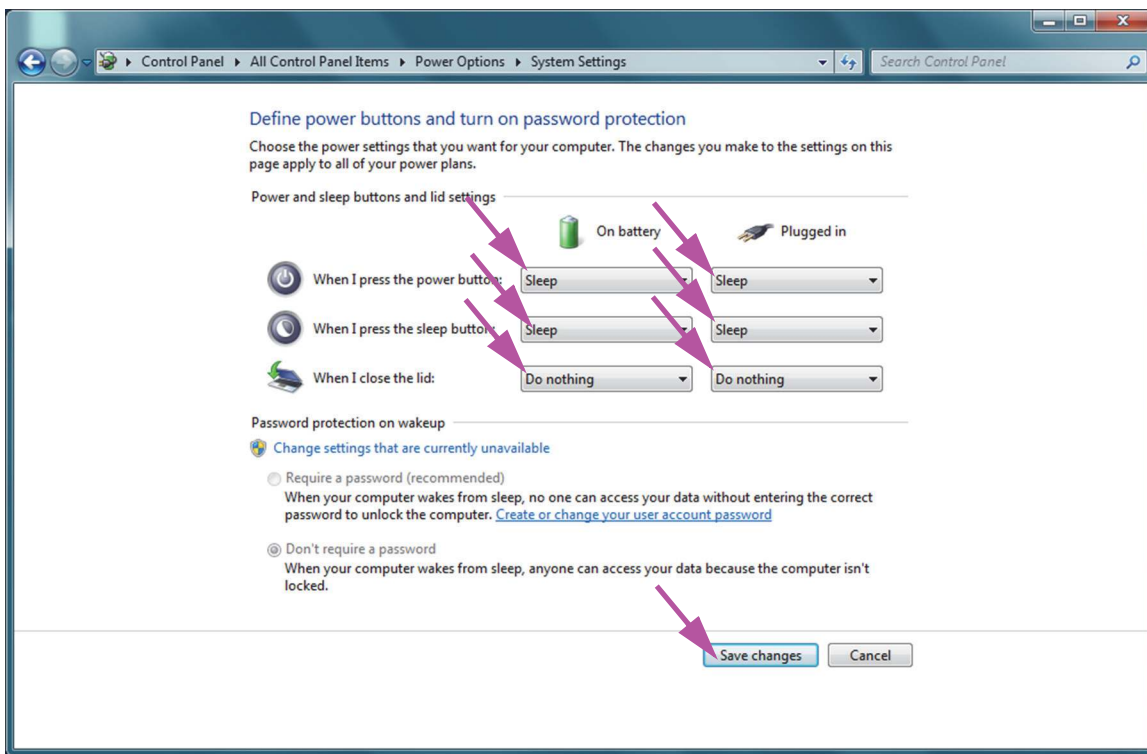 Control Panel ▸ All Control Panel Items ▸ Power Options ▸ System Settings
Search Control Panel
Define power buttons and turn on password protection
Choose the power settings that you want for your computer. The changes you make to the settings on this
page apply to all of your power plans.
Power and sleep buttons and lid settings
On battery
Plugged in
When I press the power button: Sleep Sleep
When I press the sleep button: Sleep Sleep
When I close the lid: Do nothing Do nothing
Password protection on wakeup
Change settings that are currently unavailable
Require a password (recommended)
When your computer wakes from sleep, no one can access your data without entering the correct
password to unlock the computer. Create or change your user account password
Don't require a password
When your computer wakes from sleep, anyone can access your data because the computer isn't
locked.
Save changes
Cancel